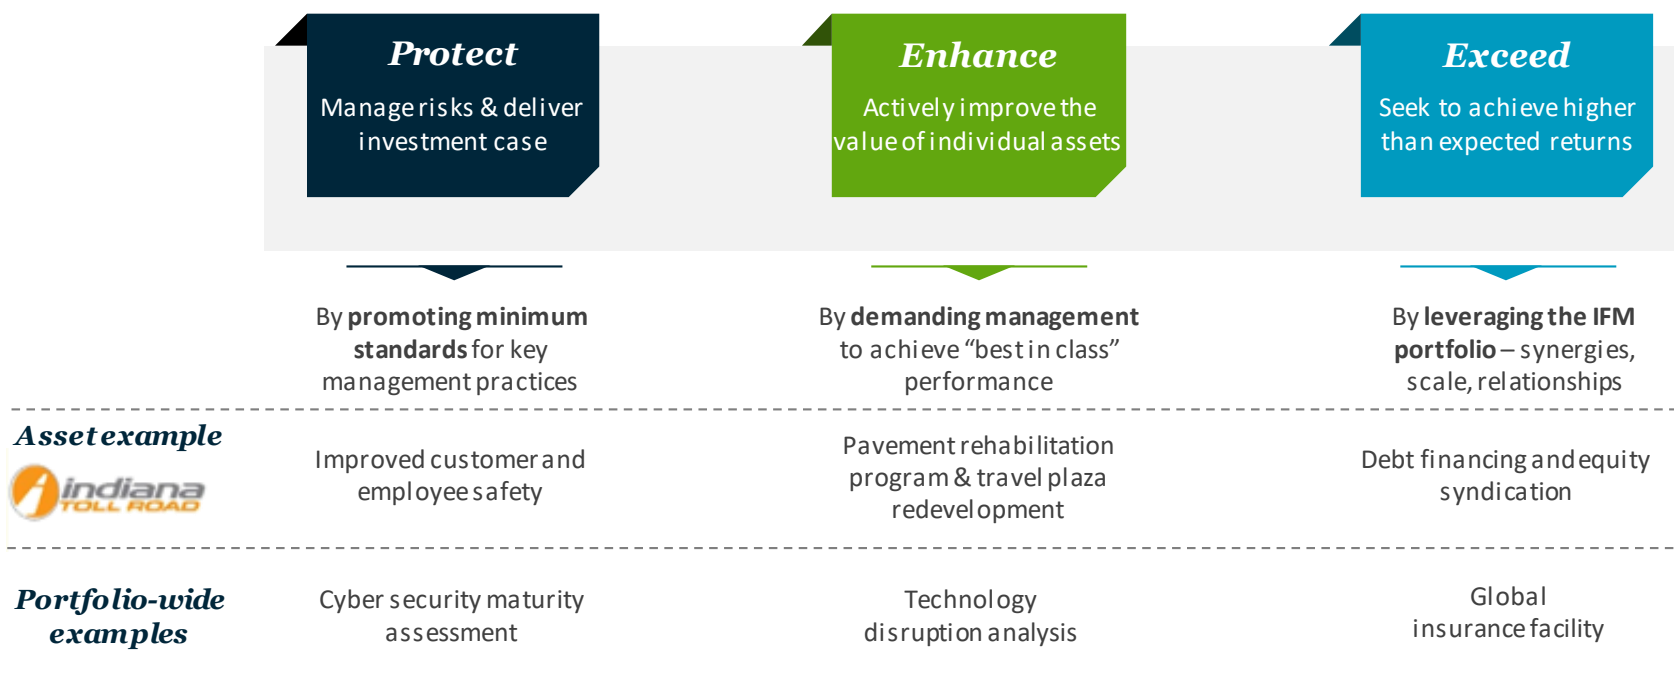 Protect
Manage risks & deliver
investment case
Enhance
Actively improve the
value of individual assets
Exceed
Seek to achieve higher
than expected returns
By promoting minimum
standards for key
management practices
By demanding management
to achieve “best in class”
performance
By leveraging the IFM
portfolio – synergies,
scale, relationships
Asset example
indiana
TOLL ROAD
Improved customer and
employee safety
Pavement rehabilitation
program & travel plaza
redevelopment
Debt financing and equity
syndication
Portfolio-wide
examples
Cyber security maturity
assessment
Technology
disruption analysis
Global
insurance facility